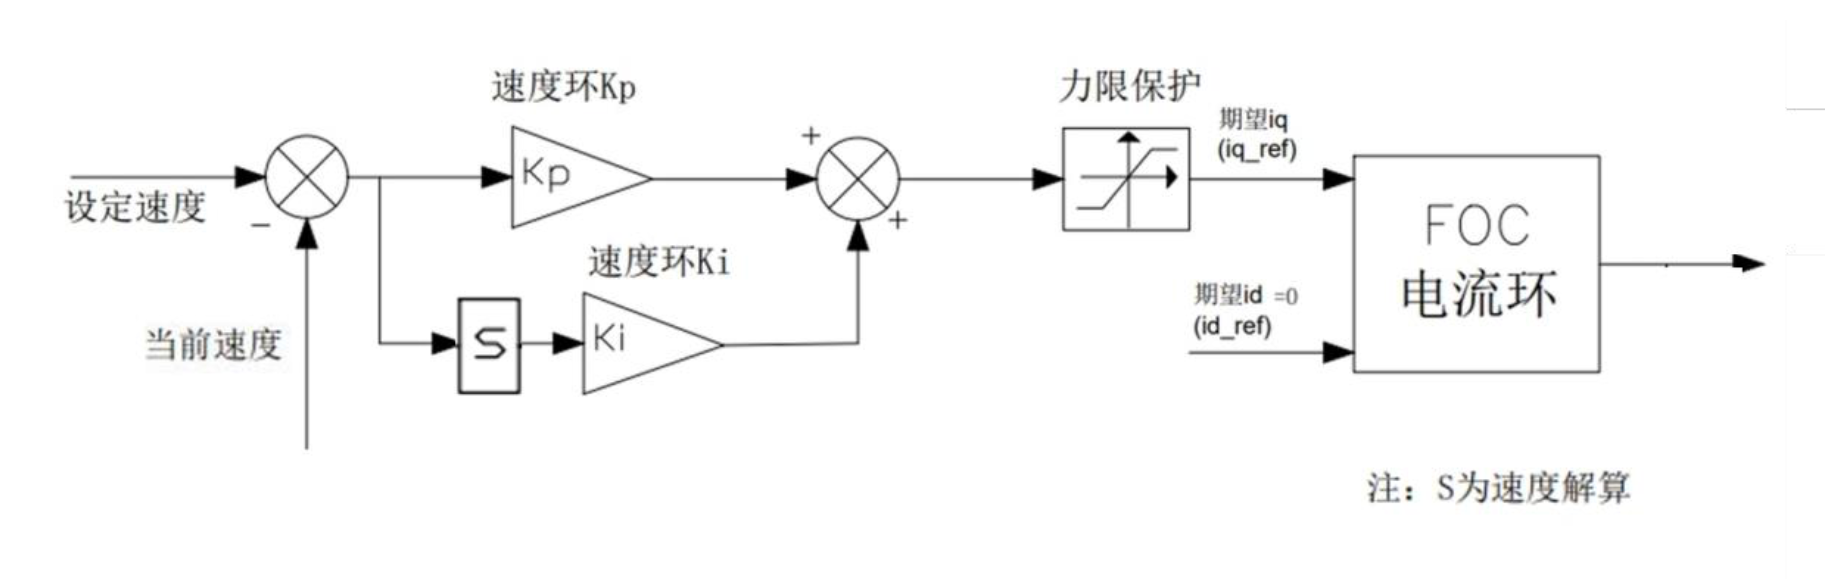 速度环Kp
力限保护
期望iq
(iq_ref)
+
Kp
设定速度
-
+
FOC
电流环
速度环Ki
期望id =0
(id_ref)
当前速度
S
Ki
注：S为速度解算